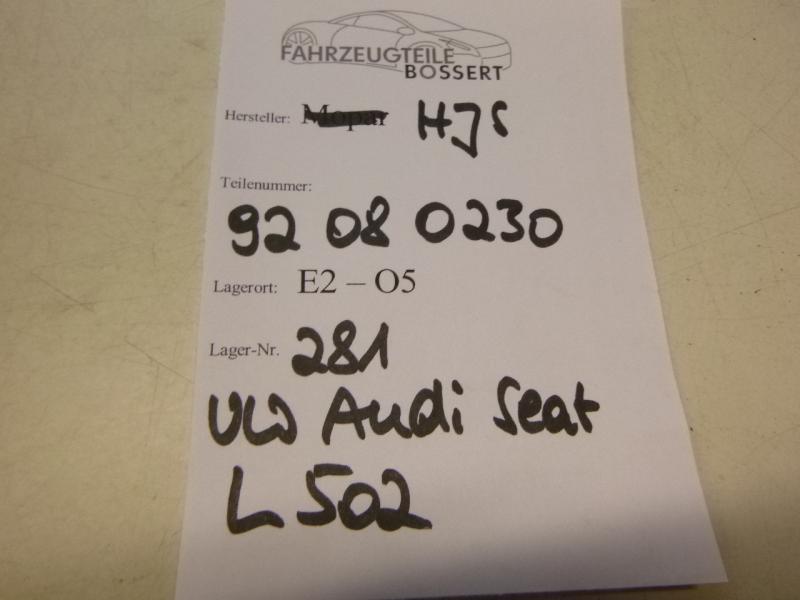 FAHRZEUGTEILE
BOSSERT
Hersteller: Mopar HJS
Teilenummer:
92 08 0230
Lagerort: E2 – O5
Lager-Nr. 281
VW Audi Seat
L 502